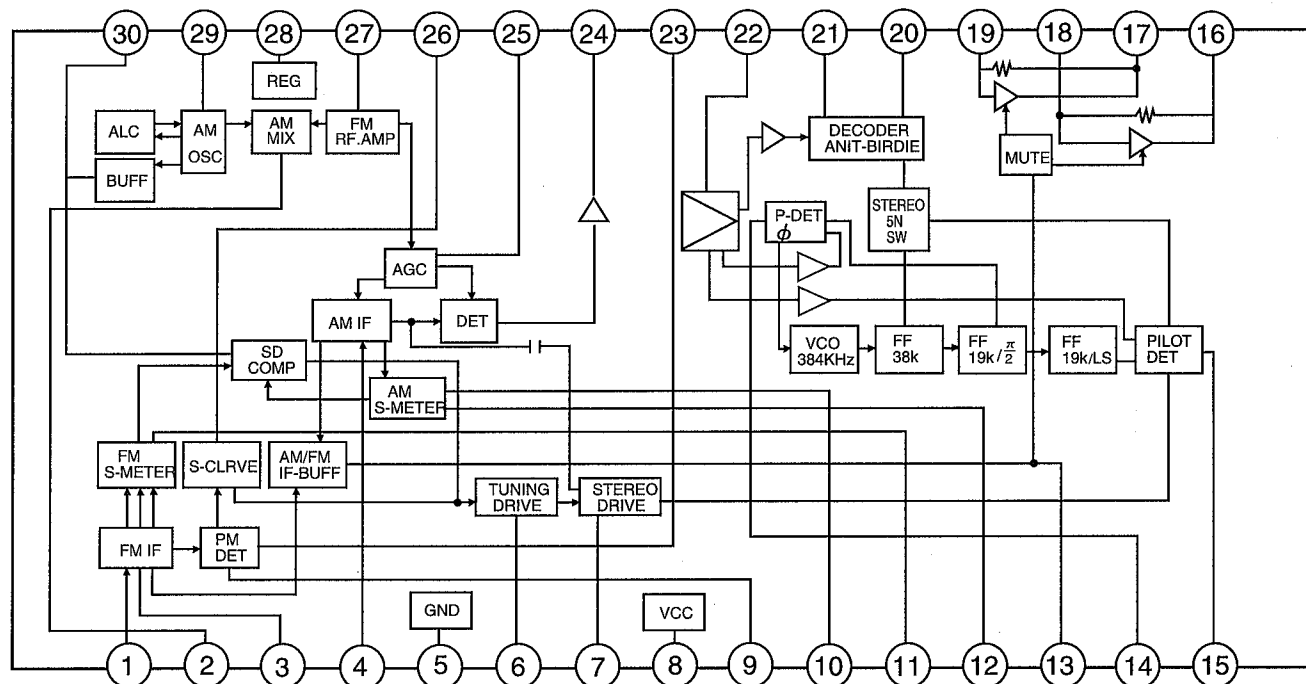 30 29 28 27 26 25 24 23 22 21 20 19 18 17 16
REG
ALC
AM
OSC
AM
MIX
FM
RF.AMP
BUFF
DECODER
ANIT-BIRDIE
MUTE
STEREO
5N
SW
P-DET
ϕ
AGC
AM IF
DET
SD
COMP
VCO
384KHz
FF
38k
FF
19k/π/2
FF
19k/LS
PILOT
DET
AM
S-METER
FM
S-METER
S-CLRVE
AM/FM
IF-BUFF
TUNING
DRIVE
STEREO
DRIVE
FM IF
PM
DET
GND
VCC
1 2 3 4 5 6 7 8 9 10 11 12 13 14 15